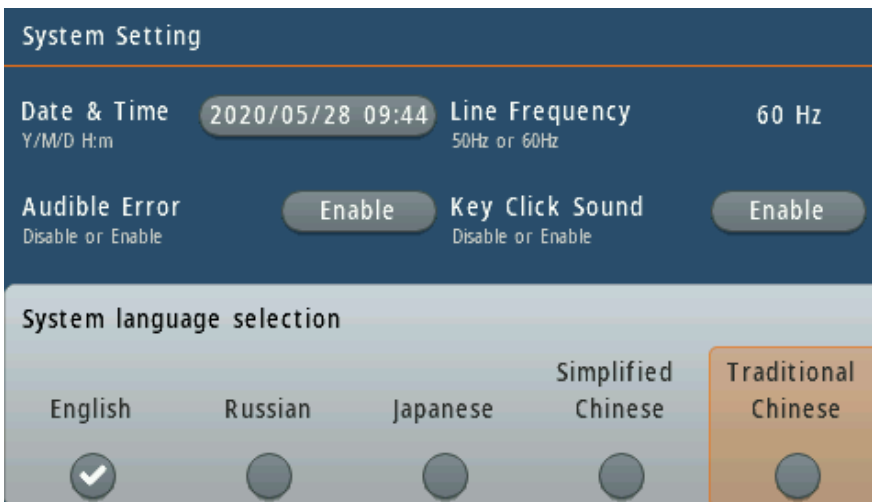 System Setting
Date & Time 2020/05/28 09:44 Line Frequency 60 Hz
Y/M/D H:m 50Hz or 60Hz
Audible Error Enable Key Click Sound Enable
Disable or Enable Disable or Enable
System language selection
English Russian Japanese Simplified Chinese Traditional Chinese